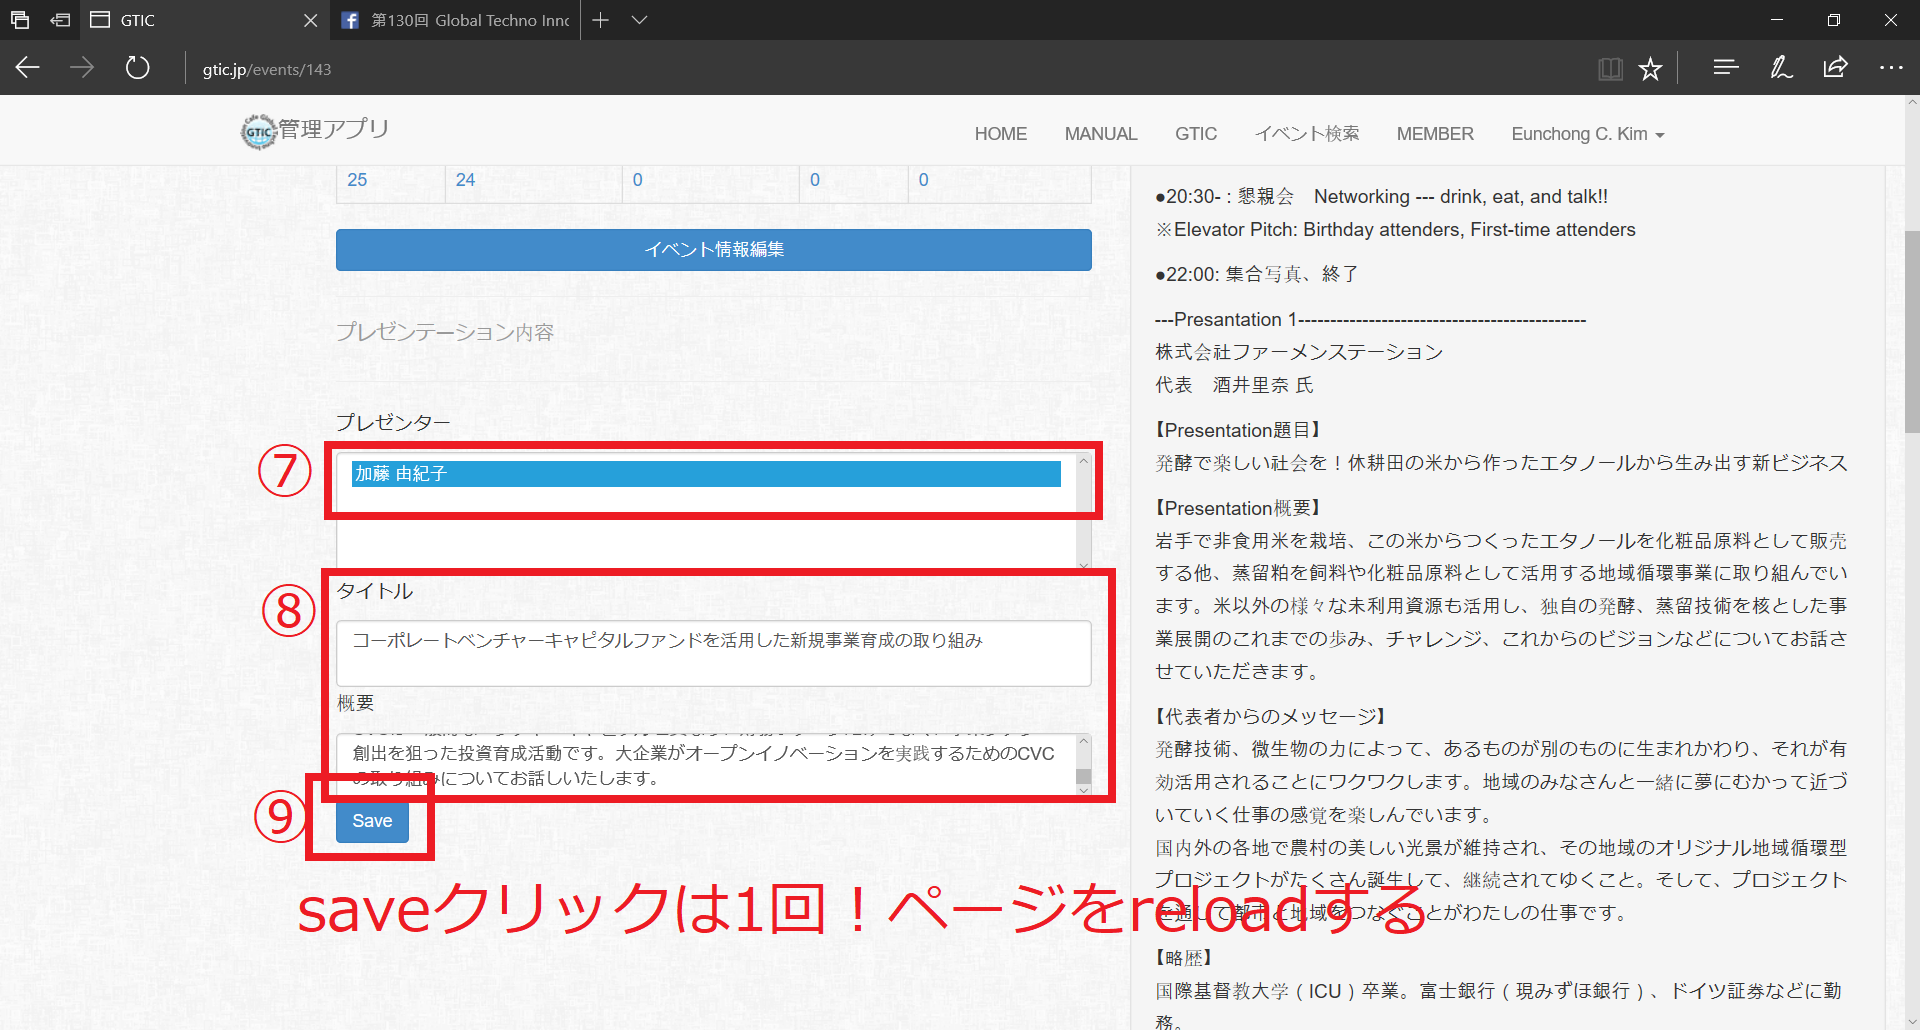 GTIC
第130回 Global Techno Inno
gtic.jp/events/143
GTIC管理アプリ
HOME
MANUAL
GTIC
イベント検索
MEMBER
Eunchong C. Kim
25
24
0
0
0
イベント情報編集
プレゼンテーション内容
プレゼンター
⑦
加藤 由紀子
⑧
タイトル
コーポレートベンチャーキャピタルファンドを活用した新規事業育成の取り組み
概要
創出を狙った投資育成活動です。大企業がオープンイノベーションを実践するためのCVC
の取り組みについてお話しいたします。
⑨
Save
saveクリックは1回！ページをreloadする
●20:30- : 懇親会　Networking --- drink, eat, and talk!!
※Elevator Pitch: Birthday attenders, First-time attenders
●22:00: 集合写真、終了
---Presantation 1---------------------------------------------
株式会社ファーメンステーション
代表　酒井里奈 氏
【Presentation題目】
発酵で楽しい社会を！休耕田の米から作ったエタノールから生み出す新ビジネス
【Presentation概要】
岩手で非食用米を栽培、この米からつくったエタノールを化粧品原料として販売
する他、蒸留粕を飼料や化粧品原料として活用する地域循環事業に取り組んでい
ます。米以外の様々な未利用資源も活用し、独自の発酵、蒸留技術を核とした事
業展開のこれまでの歩み、チャレンジ、これからのビジョンなどについてお話さ
せていただきます。
【代表者からのメッセージ】
発酵技術、微生物の力によって、あるものが別のものに生まれかわり、それが有
効活用されることにワクワクします。地域のみなさんと一緒に夢にむかって近づ
いていく仕事の感覚を楽しんでいます。
国内外の各地で農村の美しい光景が維持され、その地域のオリジナル地域循環型
プロジェクトがたくさん誕生して、継続されてゆくこと。そして、プロジェクト
を通して都市と地域をつなぐことがわたしの仕事です。
【略歴】
国際基督教大学（ICU）卒業。富士銀行（現みずほ銀行）、ドイツ証券などに勤
務。